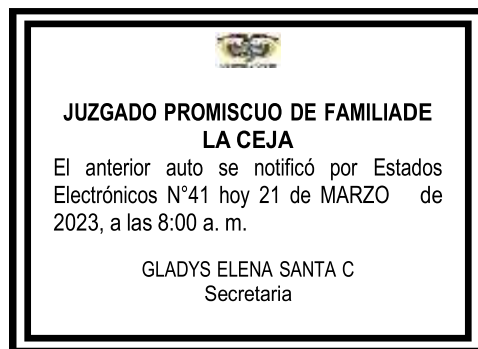 JUZGADO PROMISCUO DE FAMILIADE
LA CEJA
El anterior auto se notificó por Estados
Electrónicos N°41 hoy 21 de MARZO de
2023, a las 8:00 a. m.
GLADYS ELENA SANTA C
Secretaria